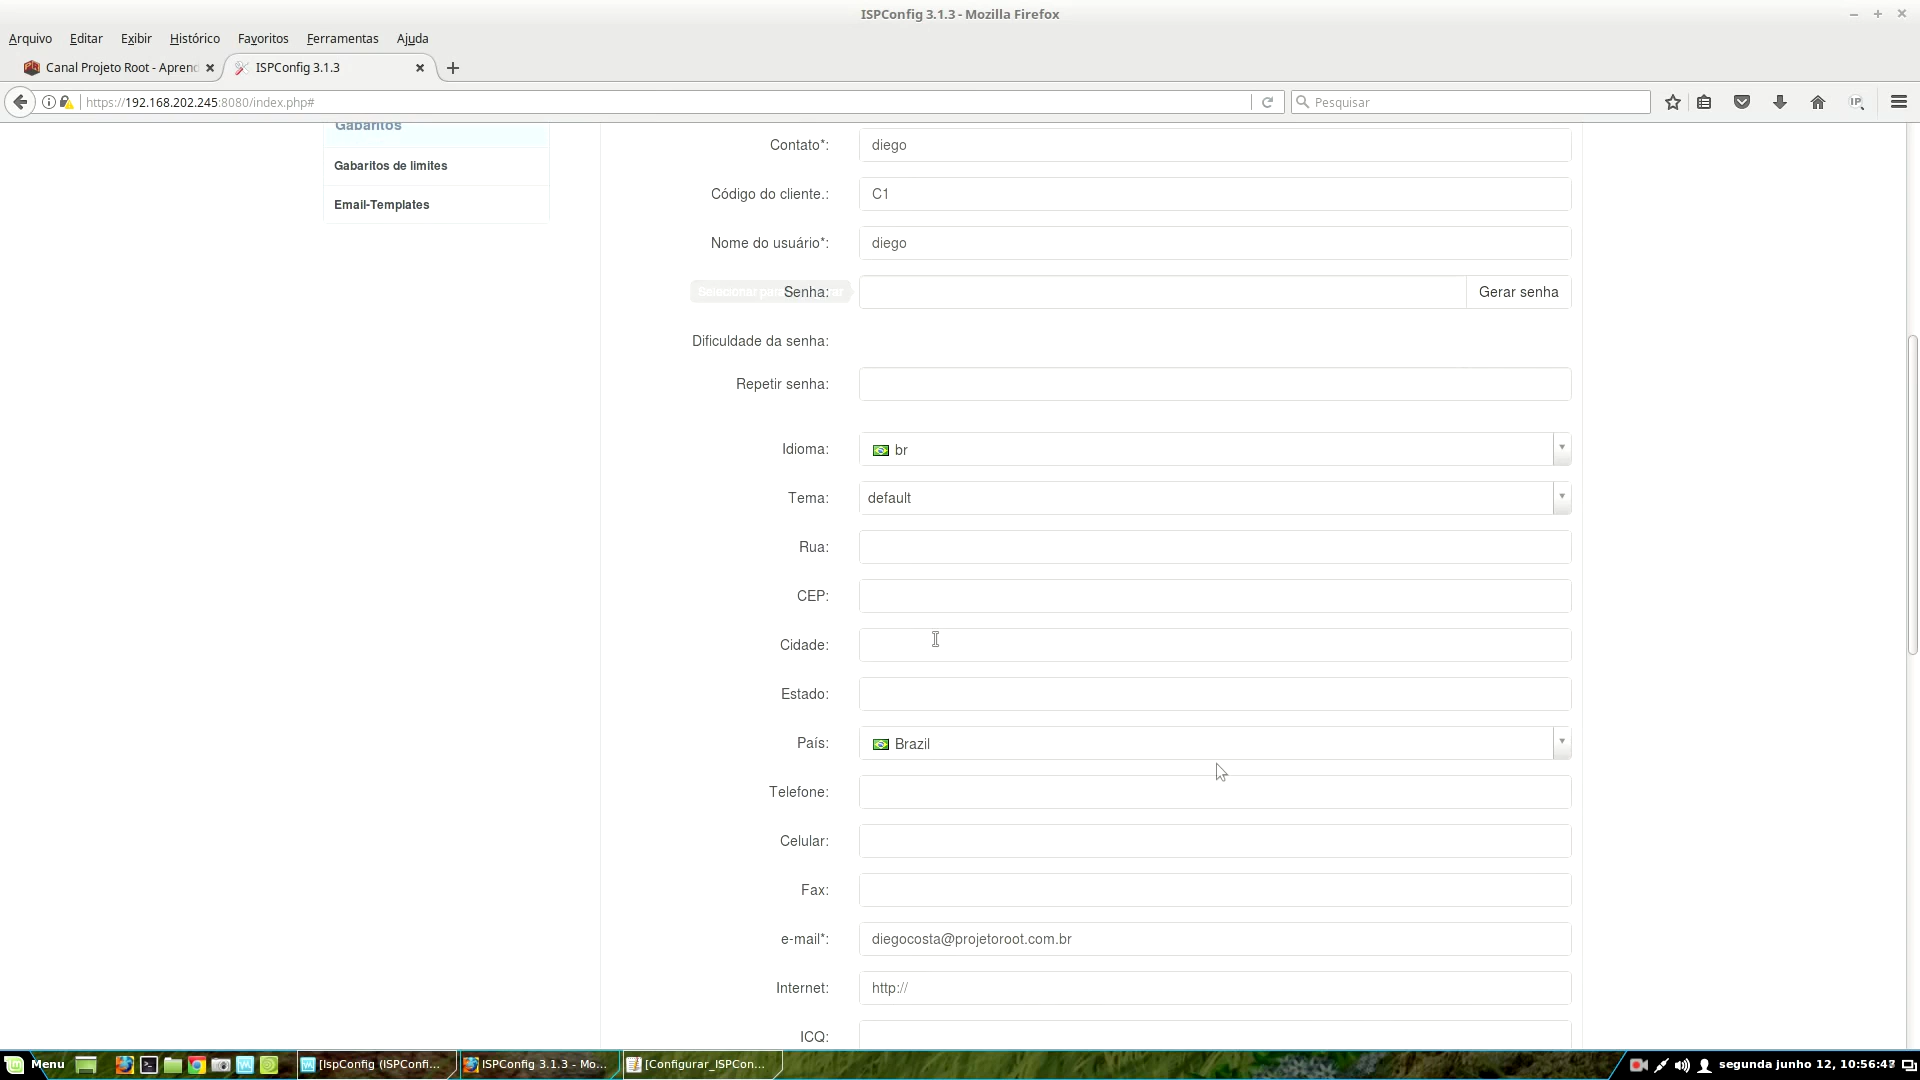 ISPConfig 3.1.3 - Mozilla Firefox
Arquivo Editar Exibir Histórico Favoritos Ferramentas Ajuda
Canal Projeto Root - Aprend ISPConfig 3.1.3
https://192.168.202.245:8080/index.php# Pesquisar
Gabaritos
Gabaritos de limites
Email-Templates
Contato*: diego
Código do cliente.: C1
Nome do usuário*: diego
Senha: Gerar senha
Dificuldade da senha:
Repetir senha:
Idioma: br
Tema: default
Rua:
CEP:
Cidade:
Estado:
País: Brazil
Telefone:
Celular:
Fax:
e-mail*: diegocosta@projetoroot.com.br
Internet: http://
ICQ:
Menu [IspConfig (ISPConfi... ISPConfig 3.1.3 - Mo... [Configurar_ISPCon... segunda junho 12, 10:56:47